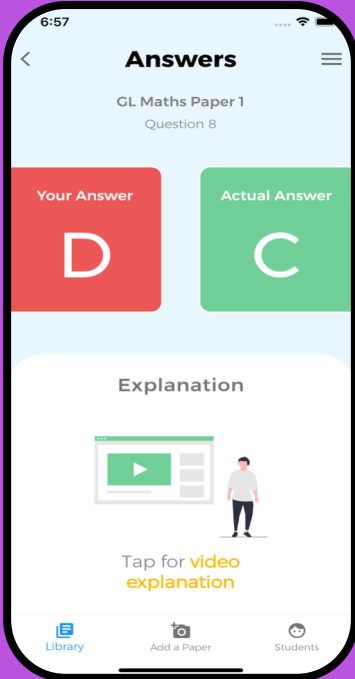 6:57
Answers
GL Maths Paper 1
Question 8
Your Answer
Actual Answer
D
C
Explanation
Tap for video
explanation
Library
Add a Paper
Students